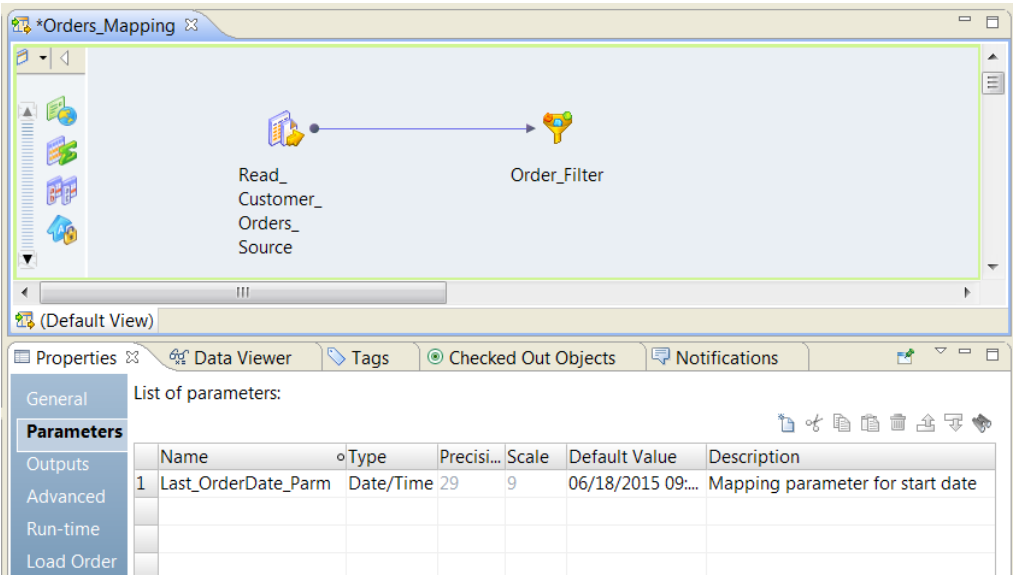 *Orders_Mapping
Read_
Customer_
Orders_
Source
Order_Filter
(Default View)
Properties Data Viewer Tags Checked Out Objects Notifications
General
List of parameters:
Parameters
Name Type Precisi... Scale Default Value Description
Outputs
1 Last_OrderDate_Parm Date/Time 29 9 06/18/2015 09:... Mapping parameter for start date
Advanced
Run-time
Load Order